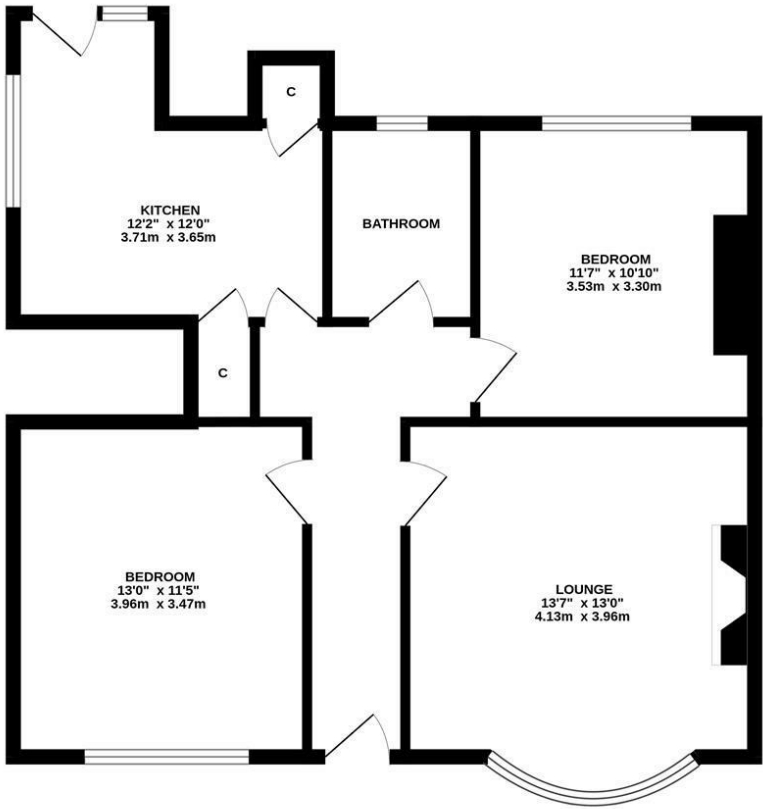 C
KITCHEN
12'2" x 12'0"
3.71m x 3.65m
BATHROOM
BEDROOM
11'7" x 10'10"
3.53m x 3.30m
C
BEDROOM
13'0" x 11'5"
3.96m x 3.47m
LOUNGE
13'7" x 13'0"
4.13m x 3.96m